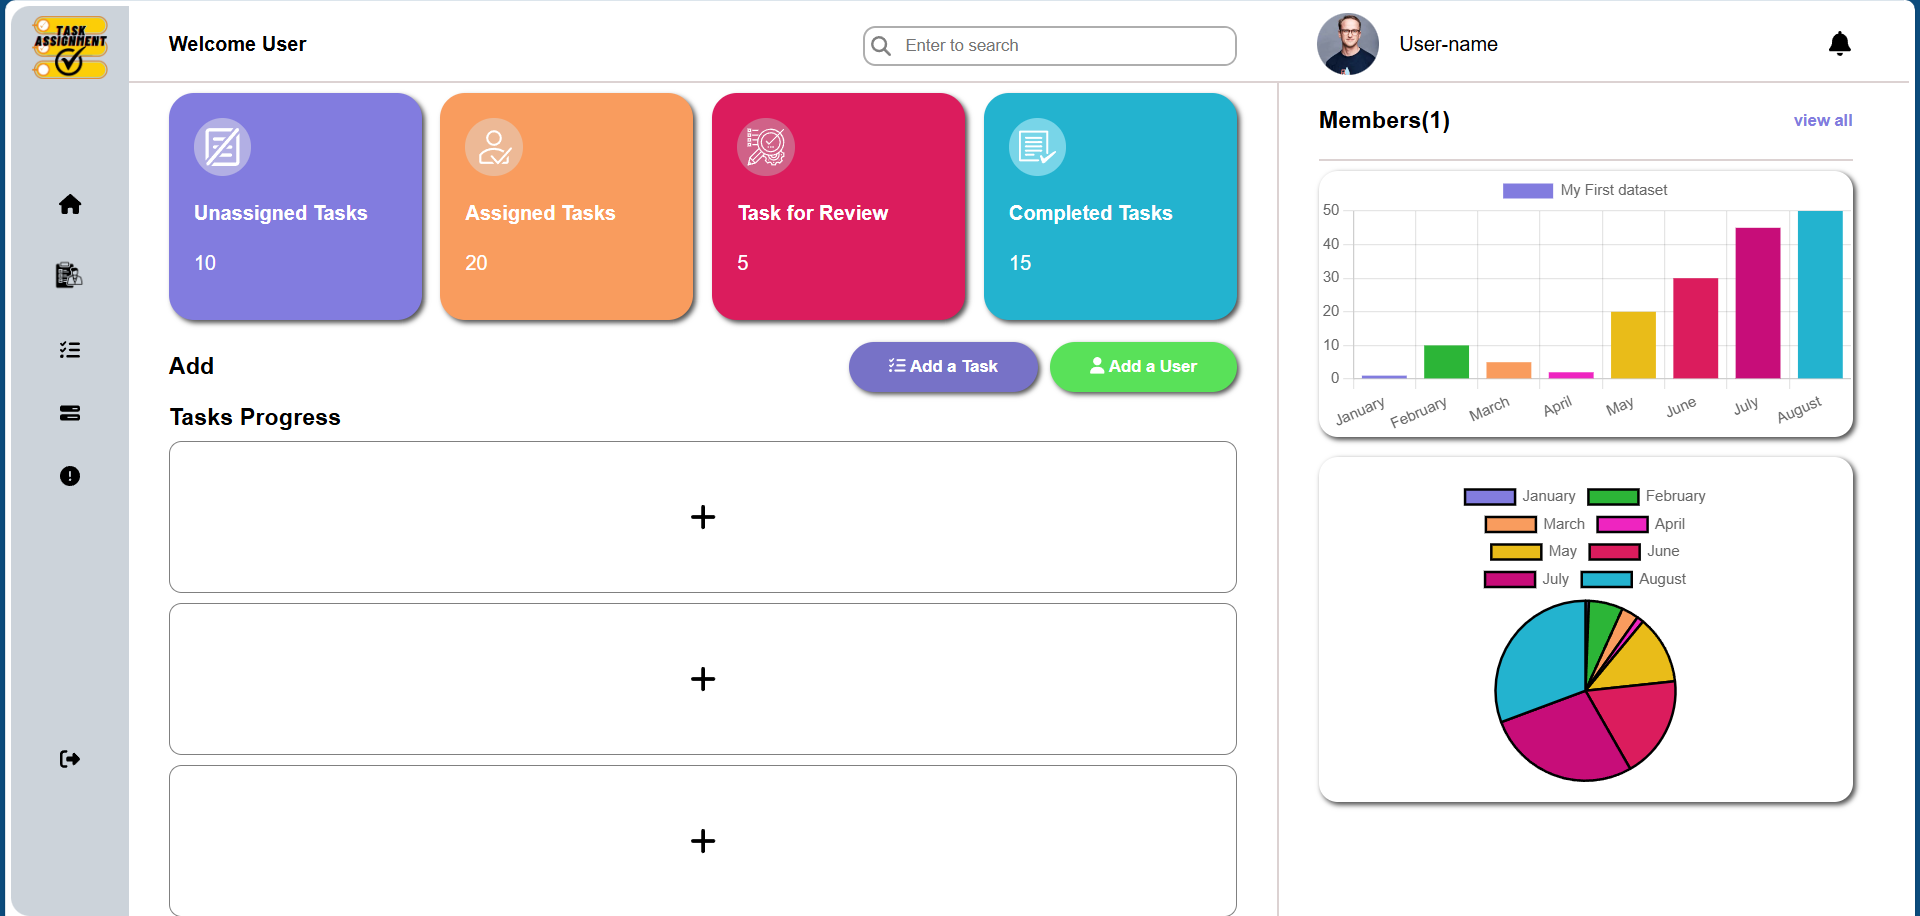 TASK
ASSIGNMENT
Welcome User
Enter to search
User-name
Unassigned Tasks
10
Assigned Tasks
20
Task for Review
5
Completed Tasks
15
Add
Add a Task
Add a User
Tasks Progress
Members(1)
view all
My First dataset
50
40
30
20
10
0
January
February
March
April
May
June
July
August
January
February
March
April
May
June
July
August